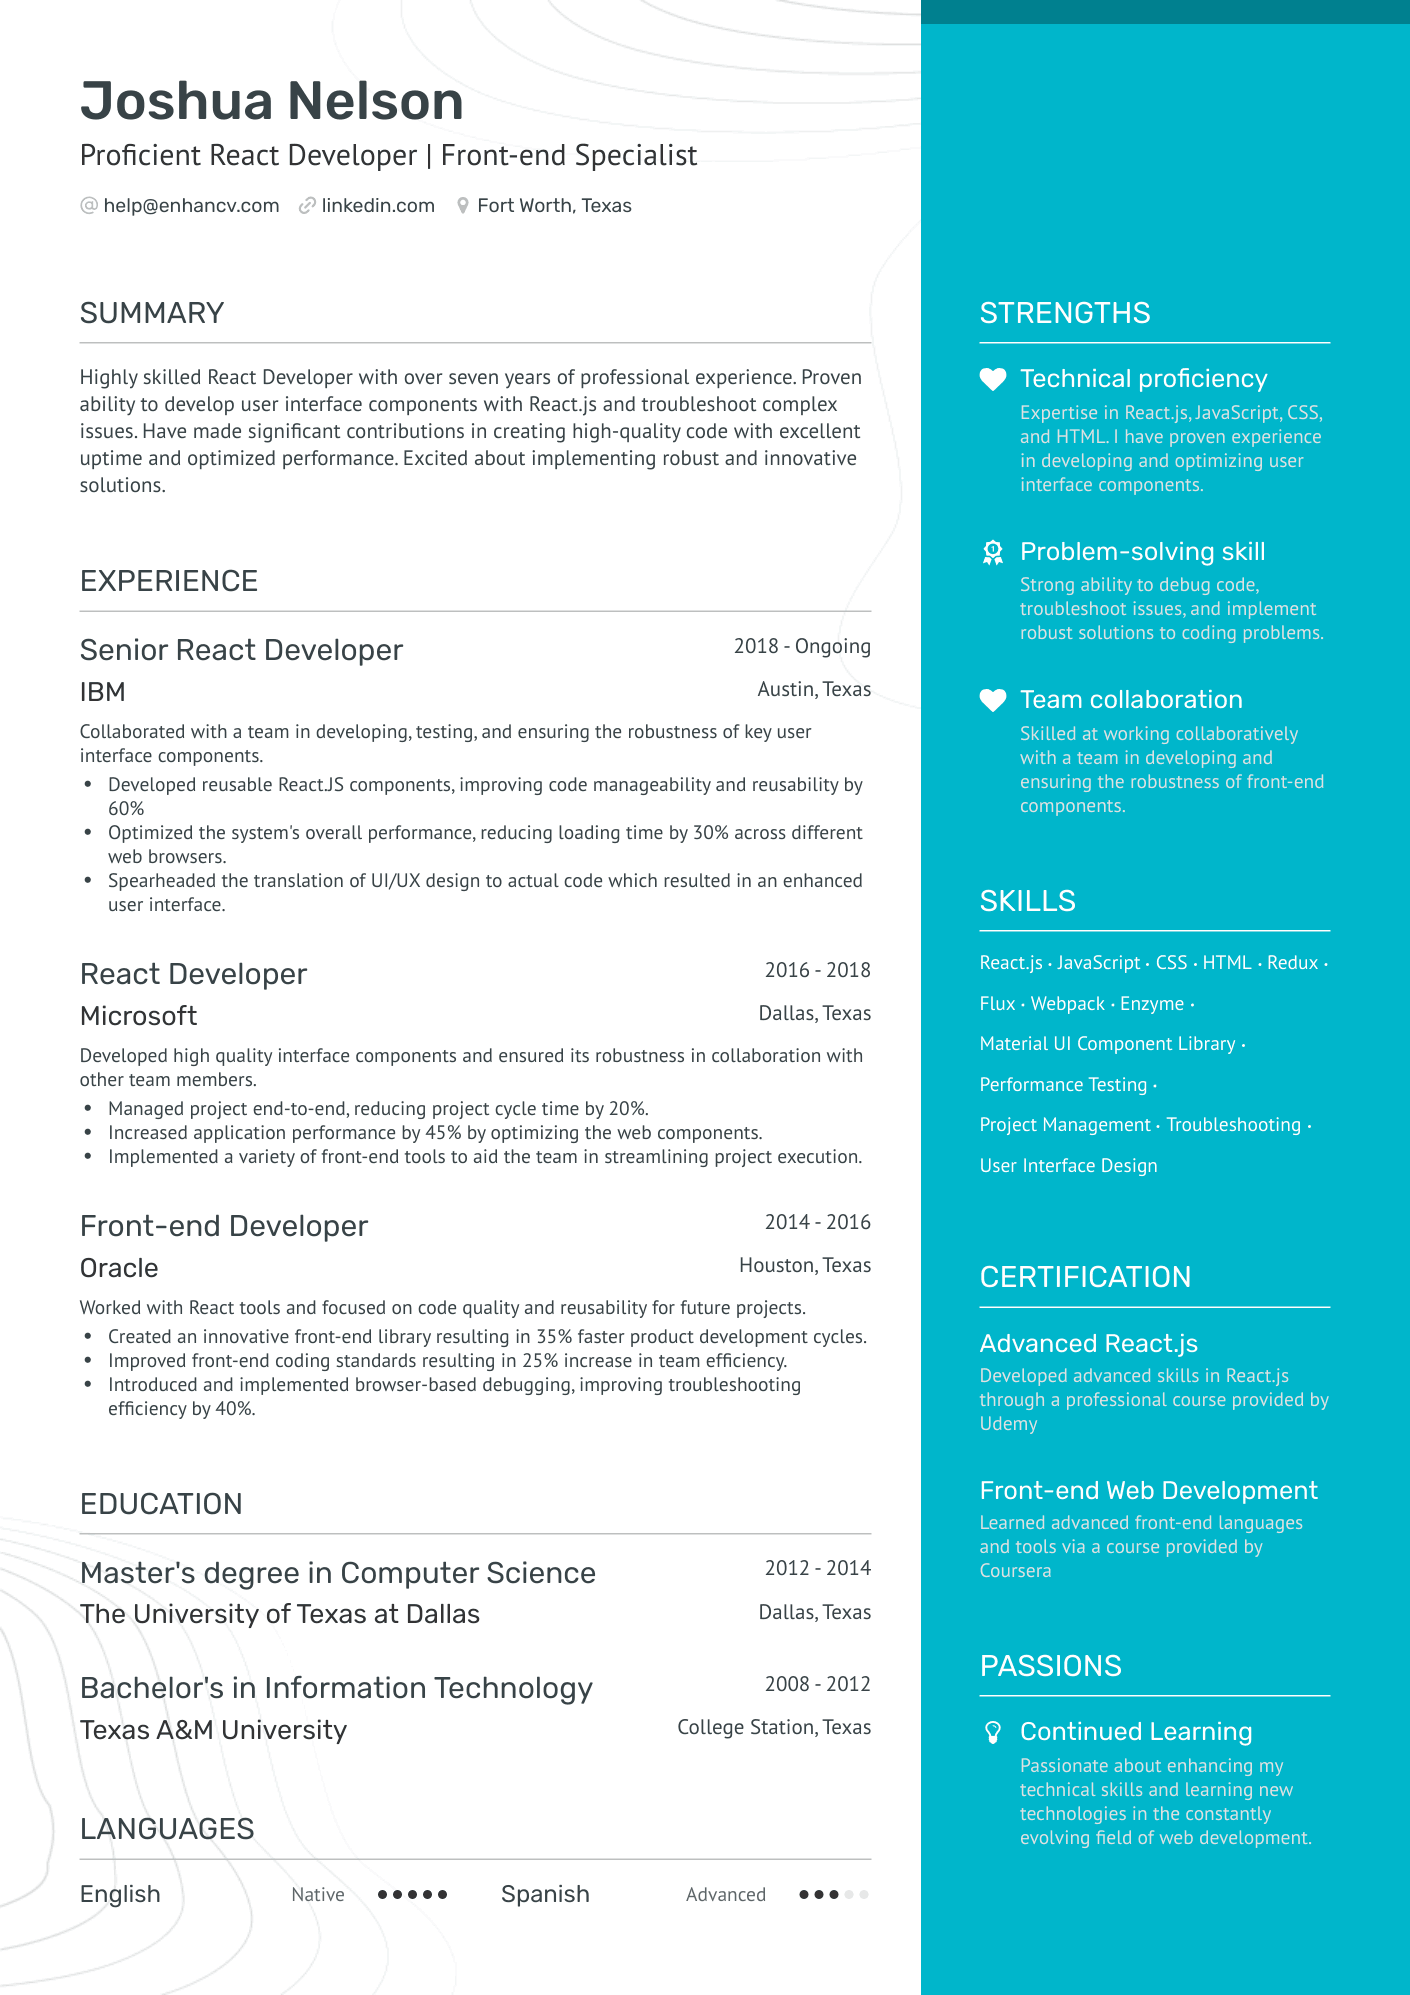 Joshua Nelson
Proficient React Developer | Front-end Specialist
help@enhancv.com linkedin.com Fort Worth, Texas
SUMMARY
Highly skilled React Developer with over seven years of professional experience. Proven
ability to develop user interface components with React.js and troubleshoot complex
issues. Have made significant contributions in creating high-quality code with excellent
uptime and optimized performance. Excited about implementing robust and innovative
solutions.
EXPERIENCE
Senior React Developer 2018 - Ongoing
IBM Austin, Texas
Collaborated with a team in developing, testing, and ensuring the robustness of key user
interface components.
• Developed reusable React.JS components, improving code manageability and reusability by
60%
• Optimized the system's overall performance, reducing loading time by 30% across different
web browsers.
• Spearheaded the translation of UI/UX design to actual code which resulted in an enhanced
user interface.
React Developer 2016 - 2018
Microsoft Dallas, Texas
Developed high quality interface components and ensured its robustness in collaboration with
other team members.
• Managed project end-to-end, reducing project cycle time by 20%.
• Increased application performance by 45% by optimizing the web components.
• Implemented a variety of front-end tools to aid the team in streamlining project execution.
Front-end Developer 2014 - 2016
Oracle Houston, Texas
Worked with React tools and focused on code quality and reusability for future projects.
• Created an innovative front-end library resulting in 35% faster product development cycles.
• Improved front-end coding standards resulting in 25% increase in team efficiency.
• Introduced and implemented browser-based debugging, improving troubleshooting
efficiency by 40%.
EDUCATION
Master's degree in Computer Science 2012 - 2014
The University of Texas at Dallas Dallas, Texas
Bachelor's in Information Technology 2008 - 2012
Texas A&M University College Station, Texas
LANGUAGES
English Native Spanish Advanced
STRENGTHS
Technical proficiency
Expertise in React.js, JavaScript, CSS,
and HTML. I have proven experience
in developing and optimizing user
interface components.
Problem-solving skill
Strong ability to debug code,
troubleshoot issues, and implement
robust solutions to coding problems.
Team collaboration
Skilled at working collaboratively
with a team in developing and
ensuring the robustness of front-end
components.
SKILLS
React.js · JavaScript · CSS · HTML · Redux ·
Flux · Webpack · Enzyme ·
Material UI Component Library ·
Performance Testing ·
Project Management · Troubleshooting ·
User Interface Design
CERTIFICATION
Advanced React.js
Developed advanced skills in React.js
through a professional course provided by
Udemy
Front-end Web Development
Learned advanced front-end languages
and tools via a course provided by
Coursera
PASSIONS
Continued Learning
Passionate about enhancing my
technical skills and learning new
technologies in the constantly
evolving field of web development.